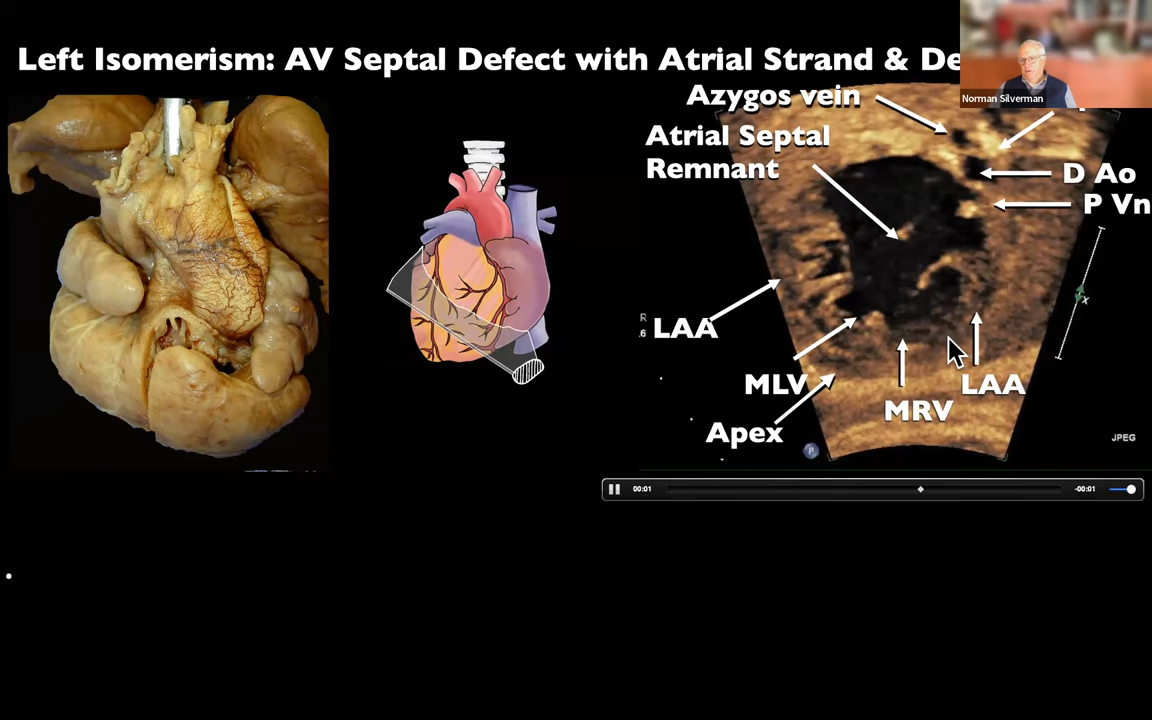 Left Isomerism: AV Septal Defect with Atrial Strand &
Norman Silverman
Azygos vein
Atrial Septal
Remnant
D Ao
P Vn
R
6
LAA
MLV
LAA
MRV
Apex
P
JPEG
00:01
-00:01